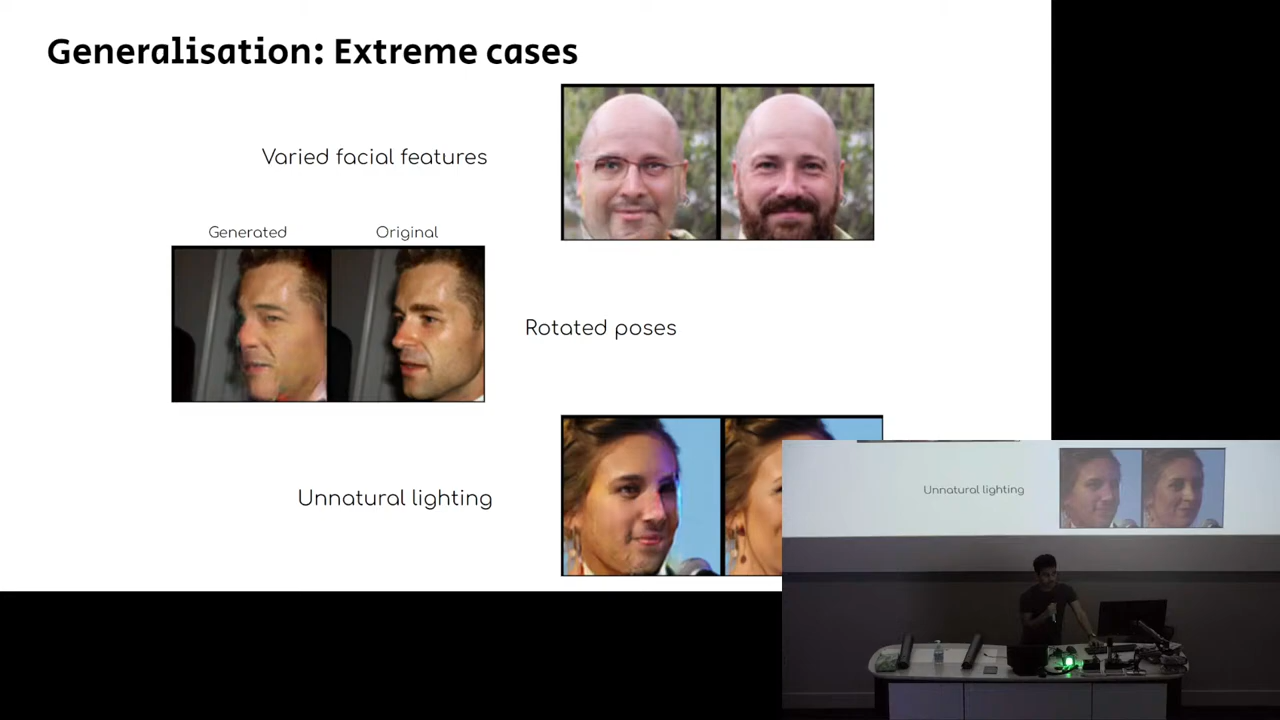 Generalisation: Extreme cases
Varied facial features
Generated
Original
Rotated poses
Unnatural lighting
Unnatural lighting